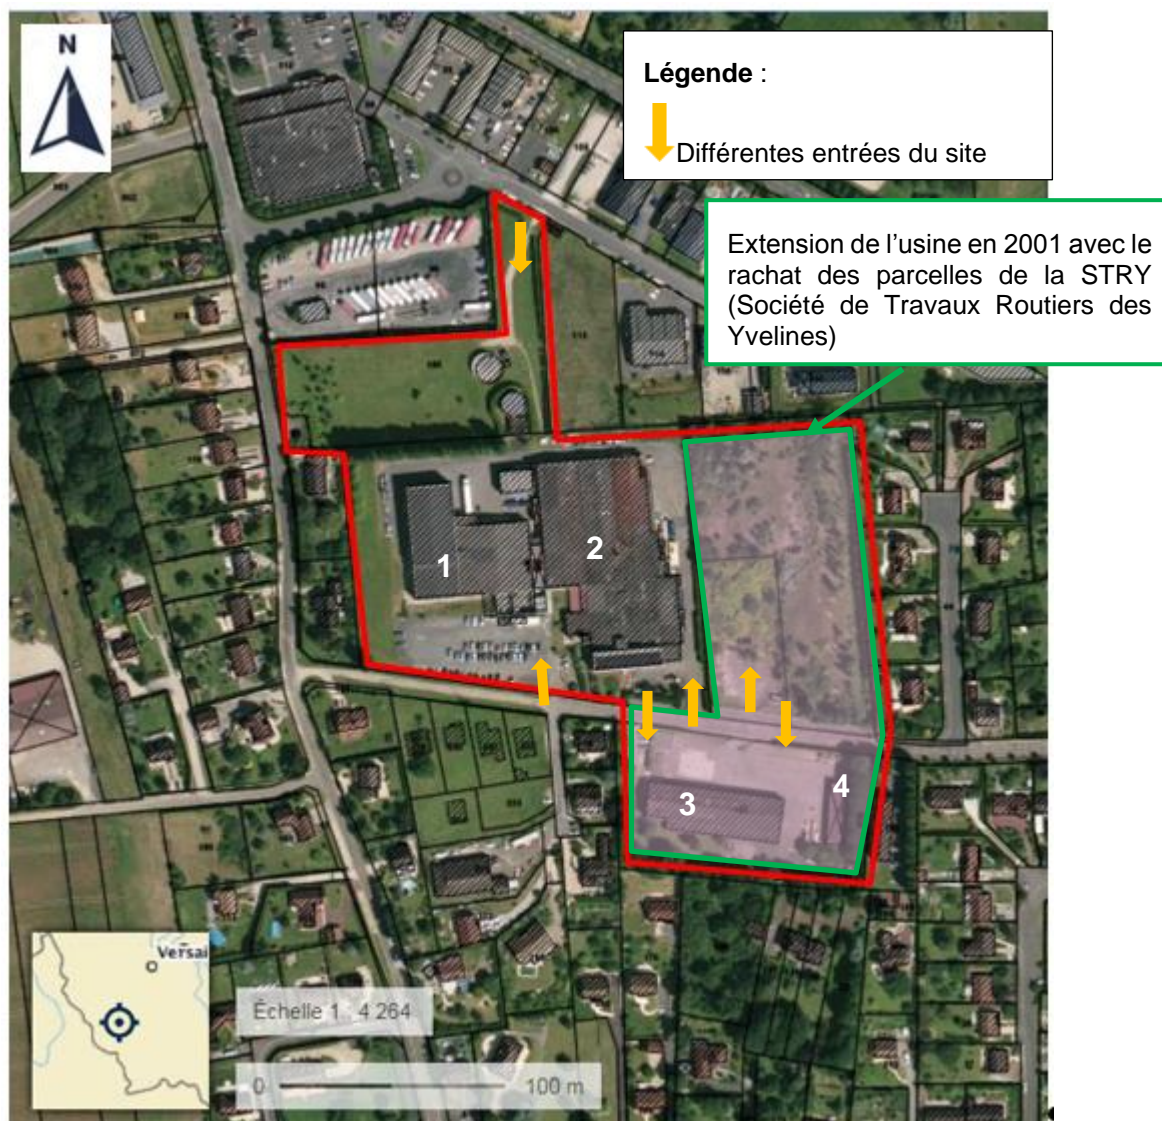 N
Légende :
Différentes entrées du site
Extension de l'usine en 2001 avec le
rachat des parcelles de la STRY
(Société de Travaux Routiers des
Yvelines)
1
2
3
4
Versai
Échelle 1 : 4 264
0 100 m